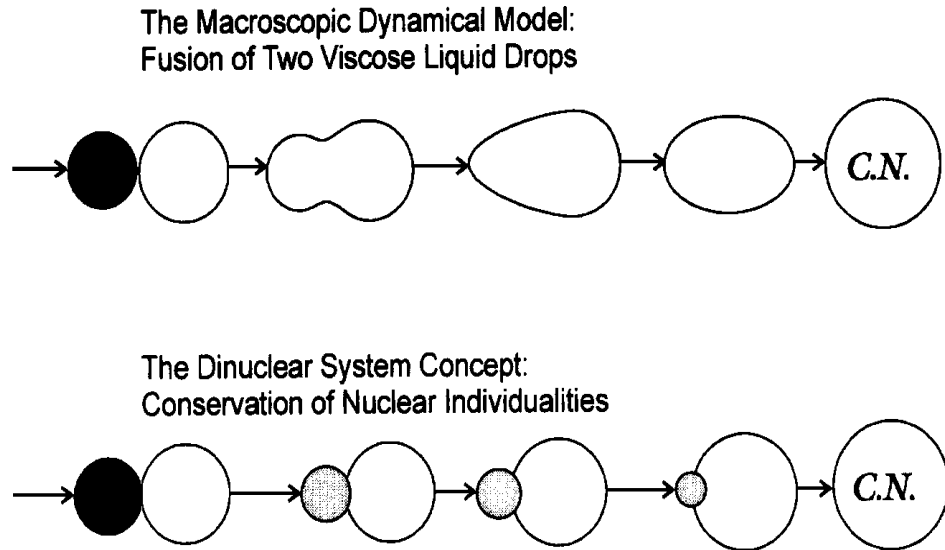 The Macroscopic Dynamical Model:
Fusion of Two Viscose Liquid Drops
C.N.
The Dinuclear System Concept:
Conservation of Nuclear Individualities
C.N.